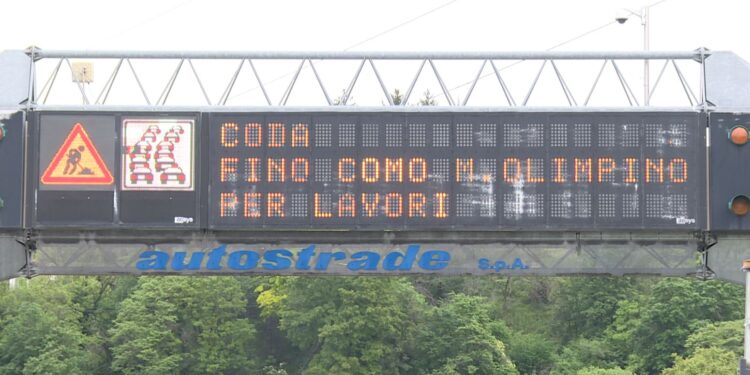 CODA
FINO COMO M.OLIMPINO
PER LAVORI
autostrade S.p.A.